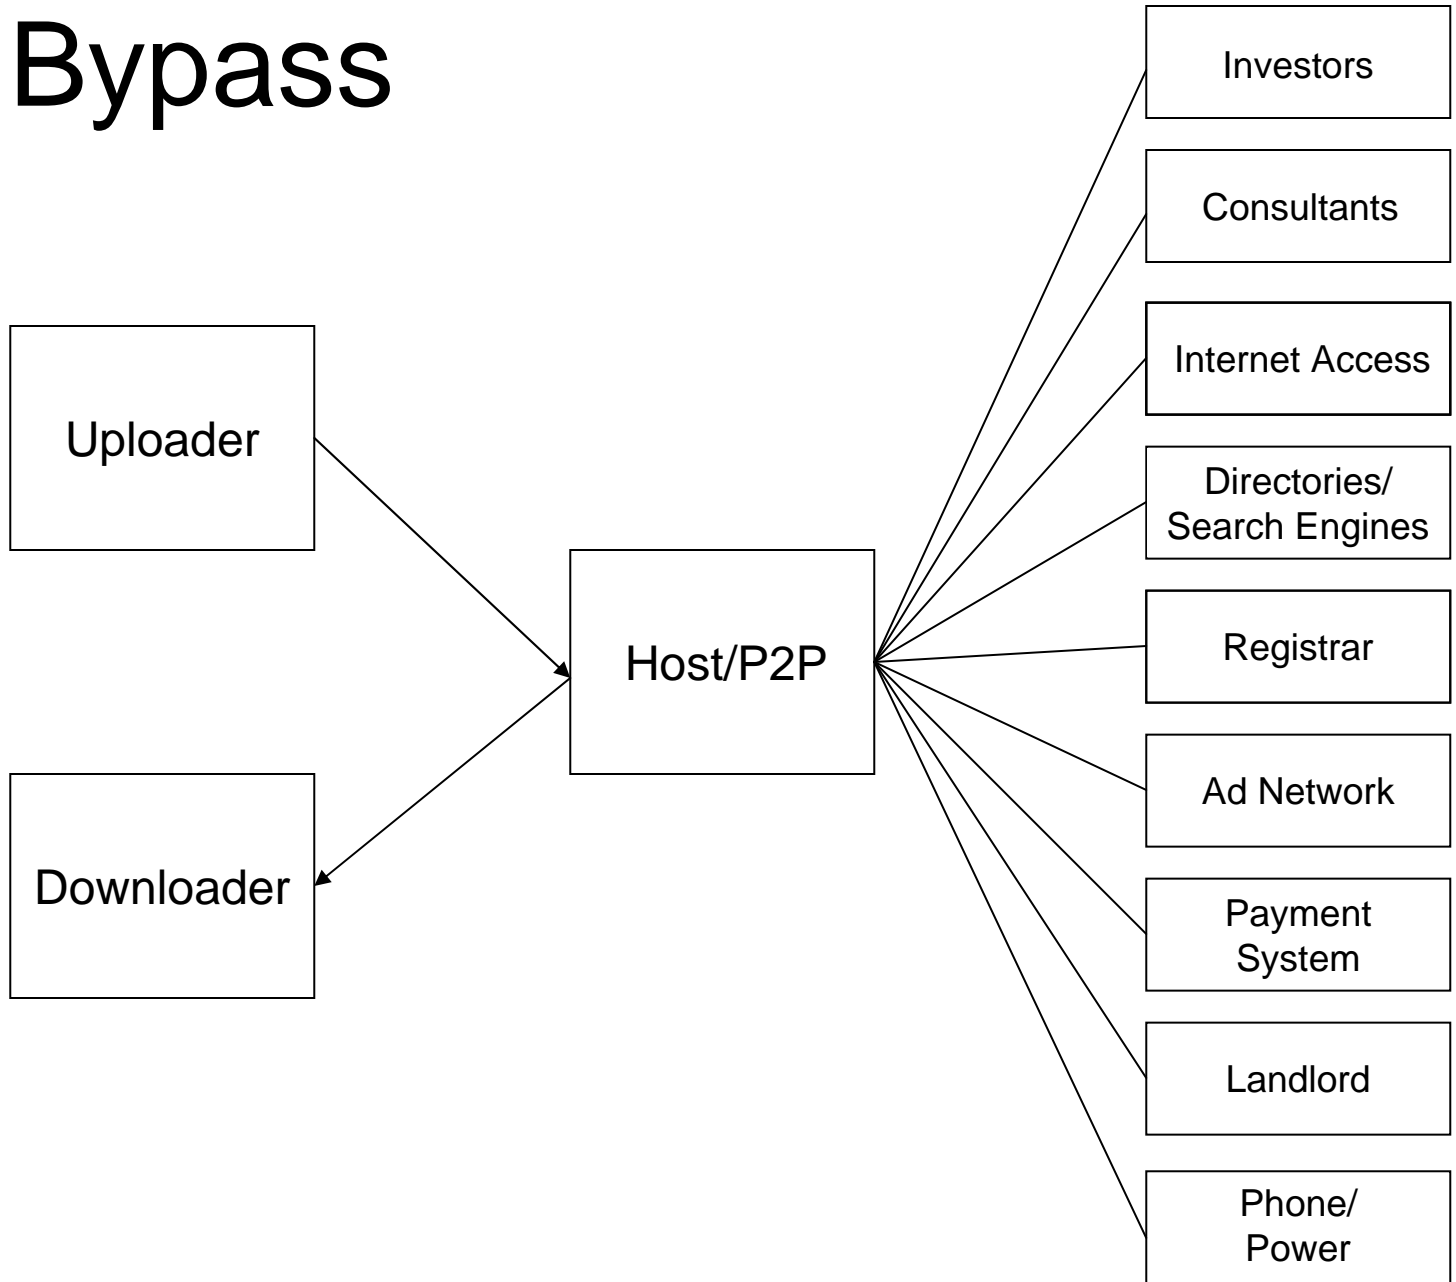 Bypass
Investors
Consultants
Internet Access
Uploader
Directories/
Search Engines
Host/P2P
Registrar
Ad Network
Downloader
Payment
System
Landlord
Phone/
Power